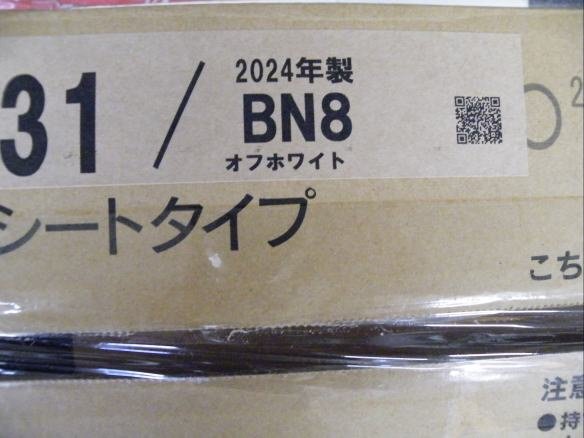 2024年製
31 / BN8
オフホワイト
シートタイプ
こち
注意
●持